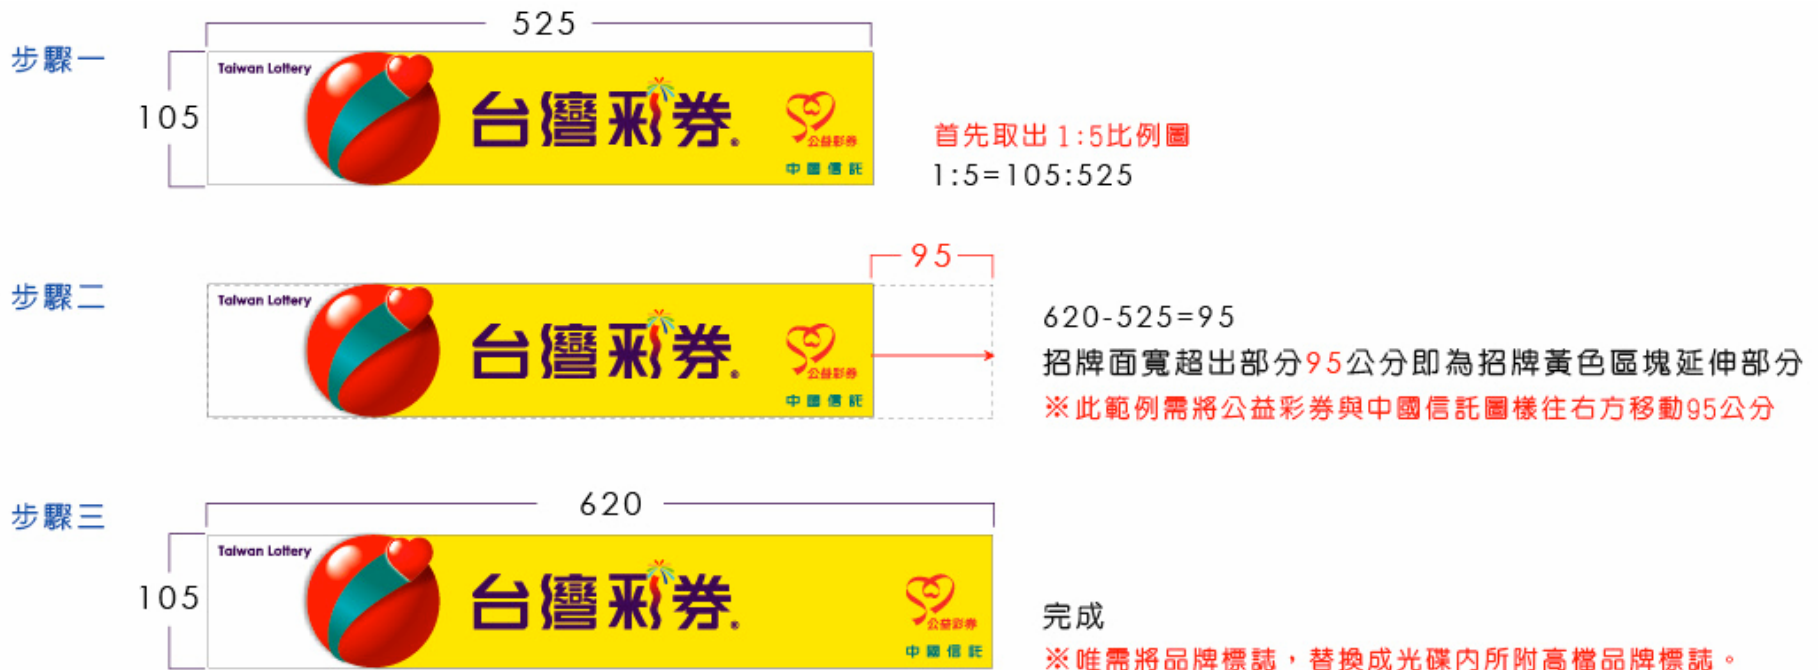 步驟一
525
105
Taiwan Lottery
台灣彩券®
公益彩券
中國信託
首先取出1:5比例圖
1:5=105:525
步驟二
95
Taiwan Lottery
台灣彩券®
公益彩券
中國信託
620-525=95
招牌面寬超出部分95公分即為招牌黃色區塊延伸部分
※此範例需將公益彩券與中國信託圖樣往右方移動95公分
步驟三
620
105
Taiwan Lottery
台灣彩券®
公益彩券
中國信託
完成
※唯需將品牌標誌，替換成光碟內所附高檔品牌標誌。